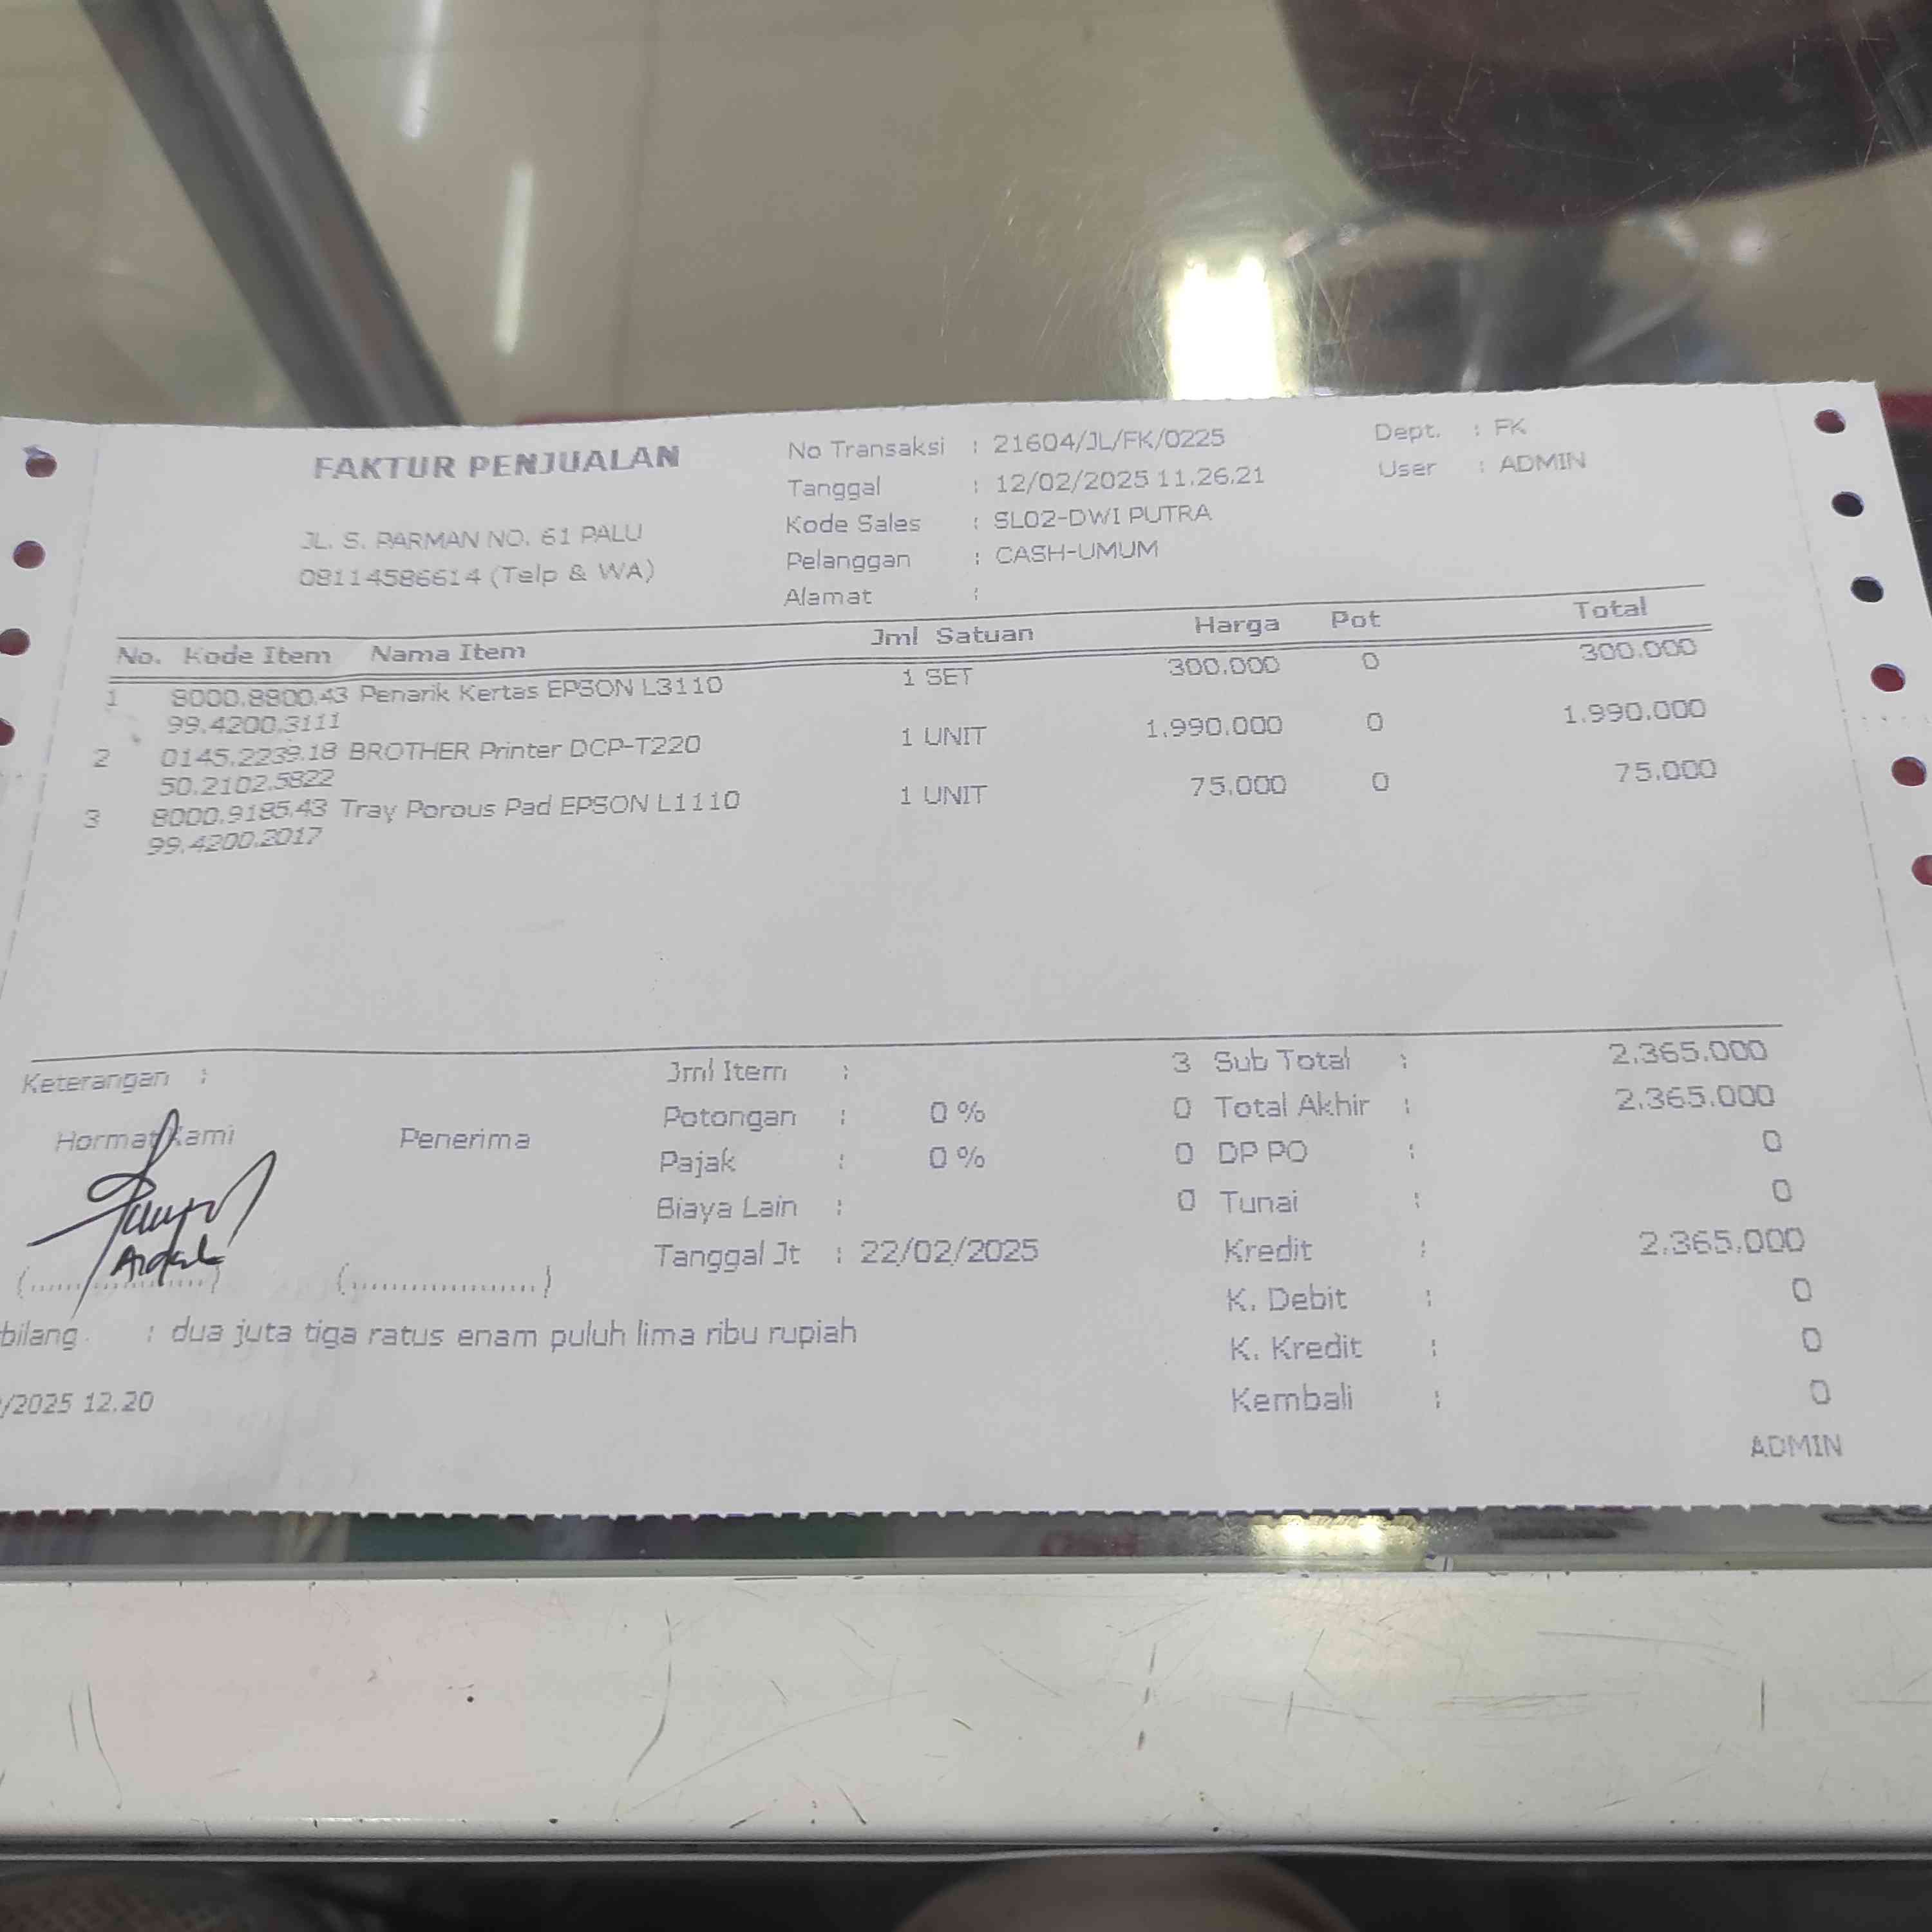 FAKTUR PENJUALAN
JL. S. PARMAN NO. 61 PALU
08114586614 (Telp & WA)
No Transaksi : 21604/JL/FK/0225
Tanggal : 12/02/2025 11.26.21
Kode Sales : SL02-DWI PUTRA
Pelanggan : CASH-UMUM
Alamat :
Dept. : FK
User : ADMIN
No. Kode Item Nama Item Jml Satuan Harga Pot Total
1 8000.8800.43 Penarik Kertas EPSON L3110 1 SET 300.000 0 300.000
99.4200.3111
2 0145.2239.18 BROTHER Printer DCP-T220 1 UNIT 1.990.000 0 1.990.000
50.2102.5822
3 8000.9185.43 Tray Porous Pad EPSON L1110 1 UNIT 75.000 0 75.000
99.4200.2017
Keterangan :
Hormat Kami Penerima
Jml Item : 3
Potongan : 0 % 0
Pajak : 0 % 0
Biaya Lain : 0
Tanggal Jt : 22/02/2025
Sub Total : 2.365.000
Total Akhir : 2.365.000
DP PO : 0
Tunai : 0
Kredit : 2.365.000
K. Debit : 0
K. Kredit : 0
Kembali : 0
(..................) (..................)
bilang : dua juta tiga ratus enam puluh lima ribu rupiah
/2025 12.20
ADMIN